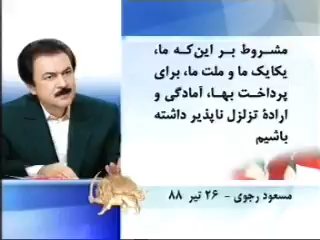 مشروط بر این‌که ما،
یکایک ما و ملت ما، برای
پرداخت بها، آمادگی و
ارادهٔ تزلزل ناپذیر داشته
باشیم
مسعود رجوی - ۲۶ تیر ۸۸